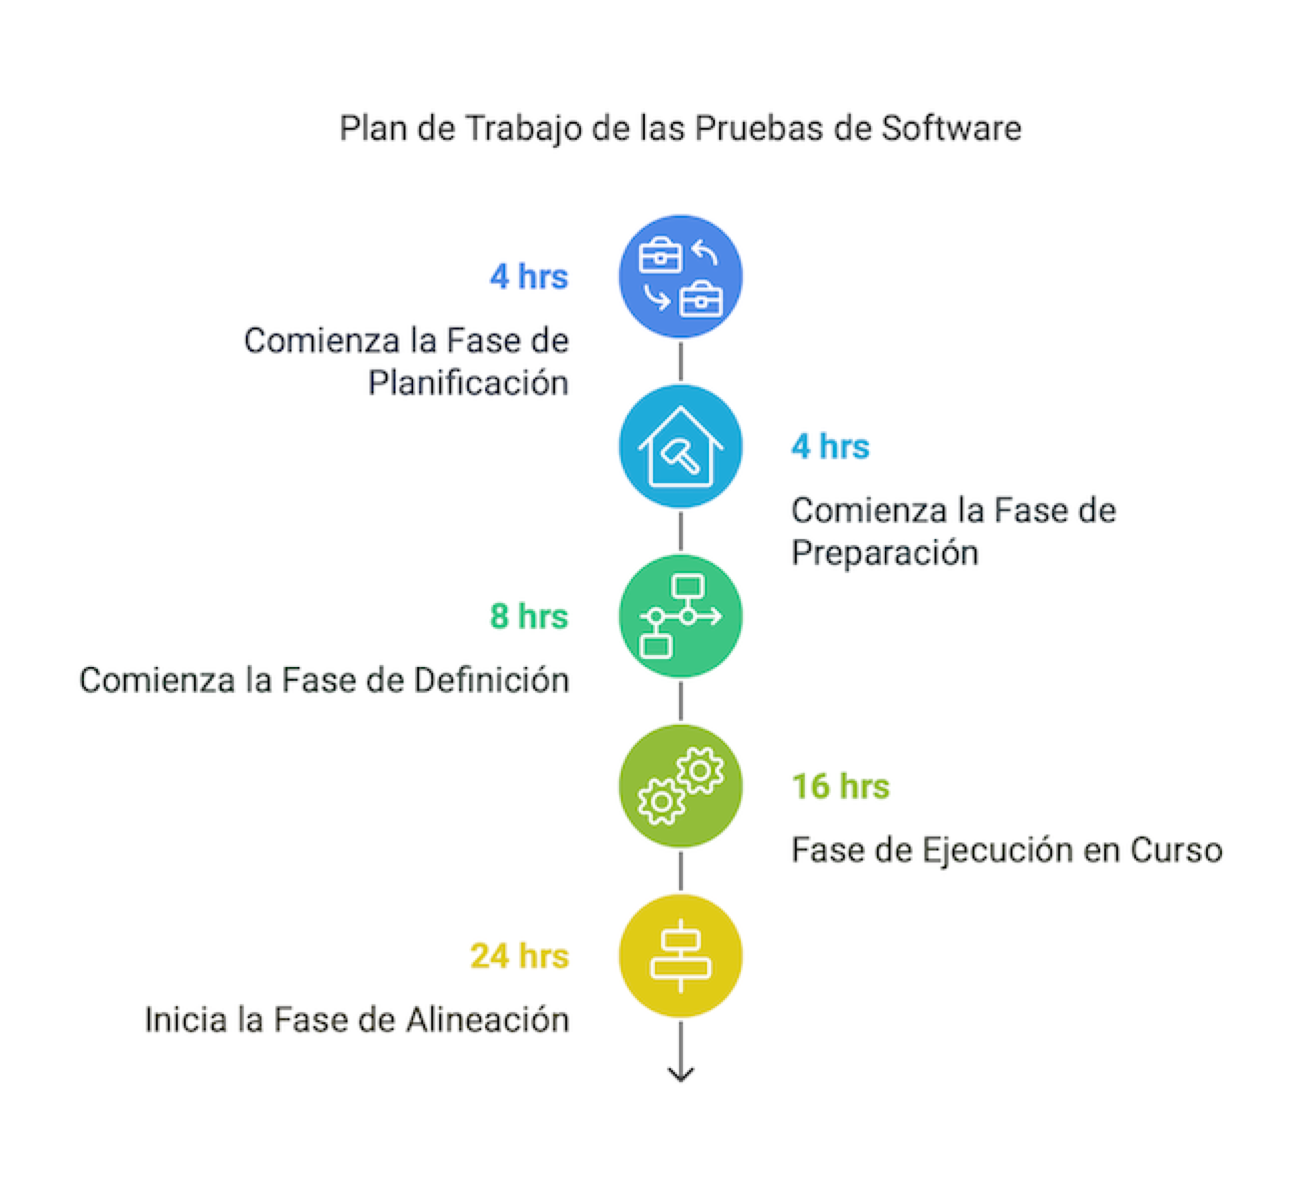 Plan de Trabajo de las Pruebas de Software
4 hrs
Comienza la Fase de
Planificación
4 hrs
Comienza la Fase de
Preparación
8 hrs
Comienza la Fase de Definición
16 hrs
Fase de Ejecución en Curso
24 hrs
Inicia la Fase de Alineación